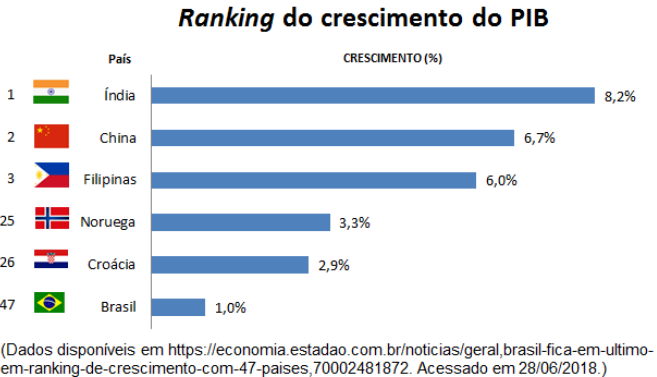 Ranking do crescimento do PIB
País CRESCIMENTO (%)
1 Índia 8,2%
2 China 6,7%
3 Filipinas 6,0%
25 Noruega 3,3%
26 Croácia 2,9%
47 Brasil 1,0%
(Dados disponíveis em https://economia.estadao.com.br/noticias/geral,brasil-fica-em-ultimo-
em-ranking-de-crescimento-com-47-paises,70002481872. Acessado em 28/06/2018.)